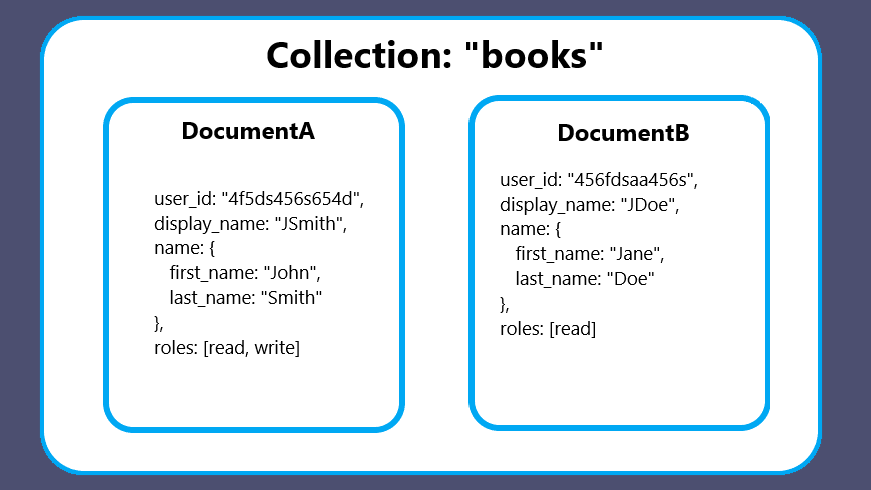 Collection: "books"
DocumentA
user_id: "4f5ds456s654d",
display_name: "JSmith",
name: {
first_name: "John",
last_name: "Smith"
},
roles: [read, write]
DocumentB
user_id: "456fdsaa456s",
display_name: "JDoe",
name: {
first_name: "Jane",
last_name: "Doe"
},
roles: [read]